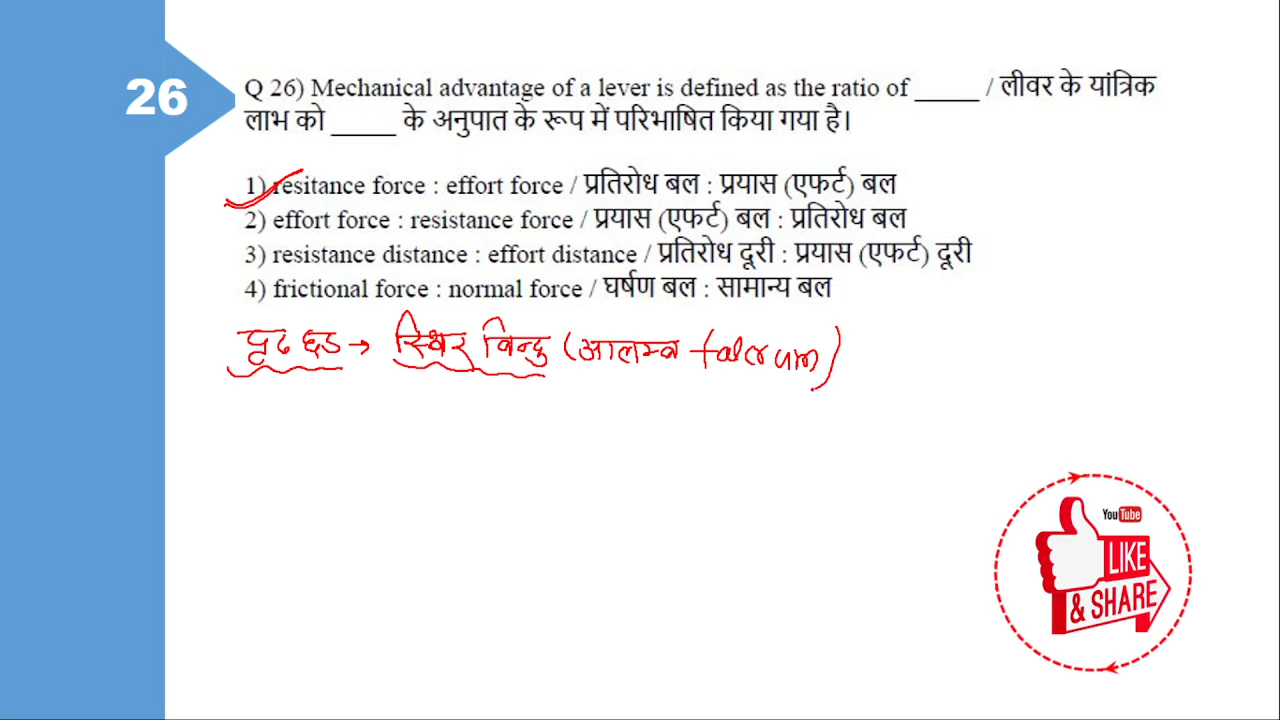 26
Q 26) Mechanical advantage of a lever is defined as the ratio of _____ / लीवर के यांत्रिक
लाभ को _____ के अनुपात के रूप में परिभाषित किया गया है।
1) resitance force : effort force / प्रतिरोध बल : प्रयास (एफर्ट) बल
2) effort force : resistance force / प्रयास (एफर्ट) बल : प्रतिरोध बल
3) resistance distance : effort distance / प्रतिरोध दूरी : प्रयास (एफर्ट) दूरी
4) frictional force : normal force / घर्षण बल : सामान्य बल
दृढ छड → स्थिर बिन्दु (आलम्ब falcrum)
YouTube
LIKE
& SHARE